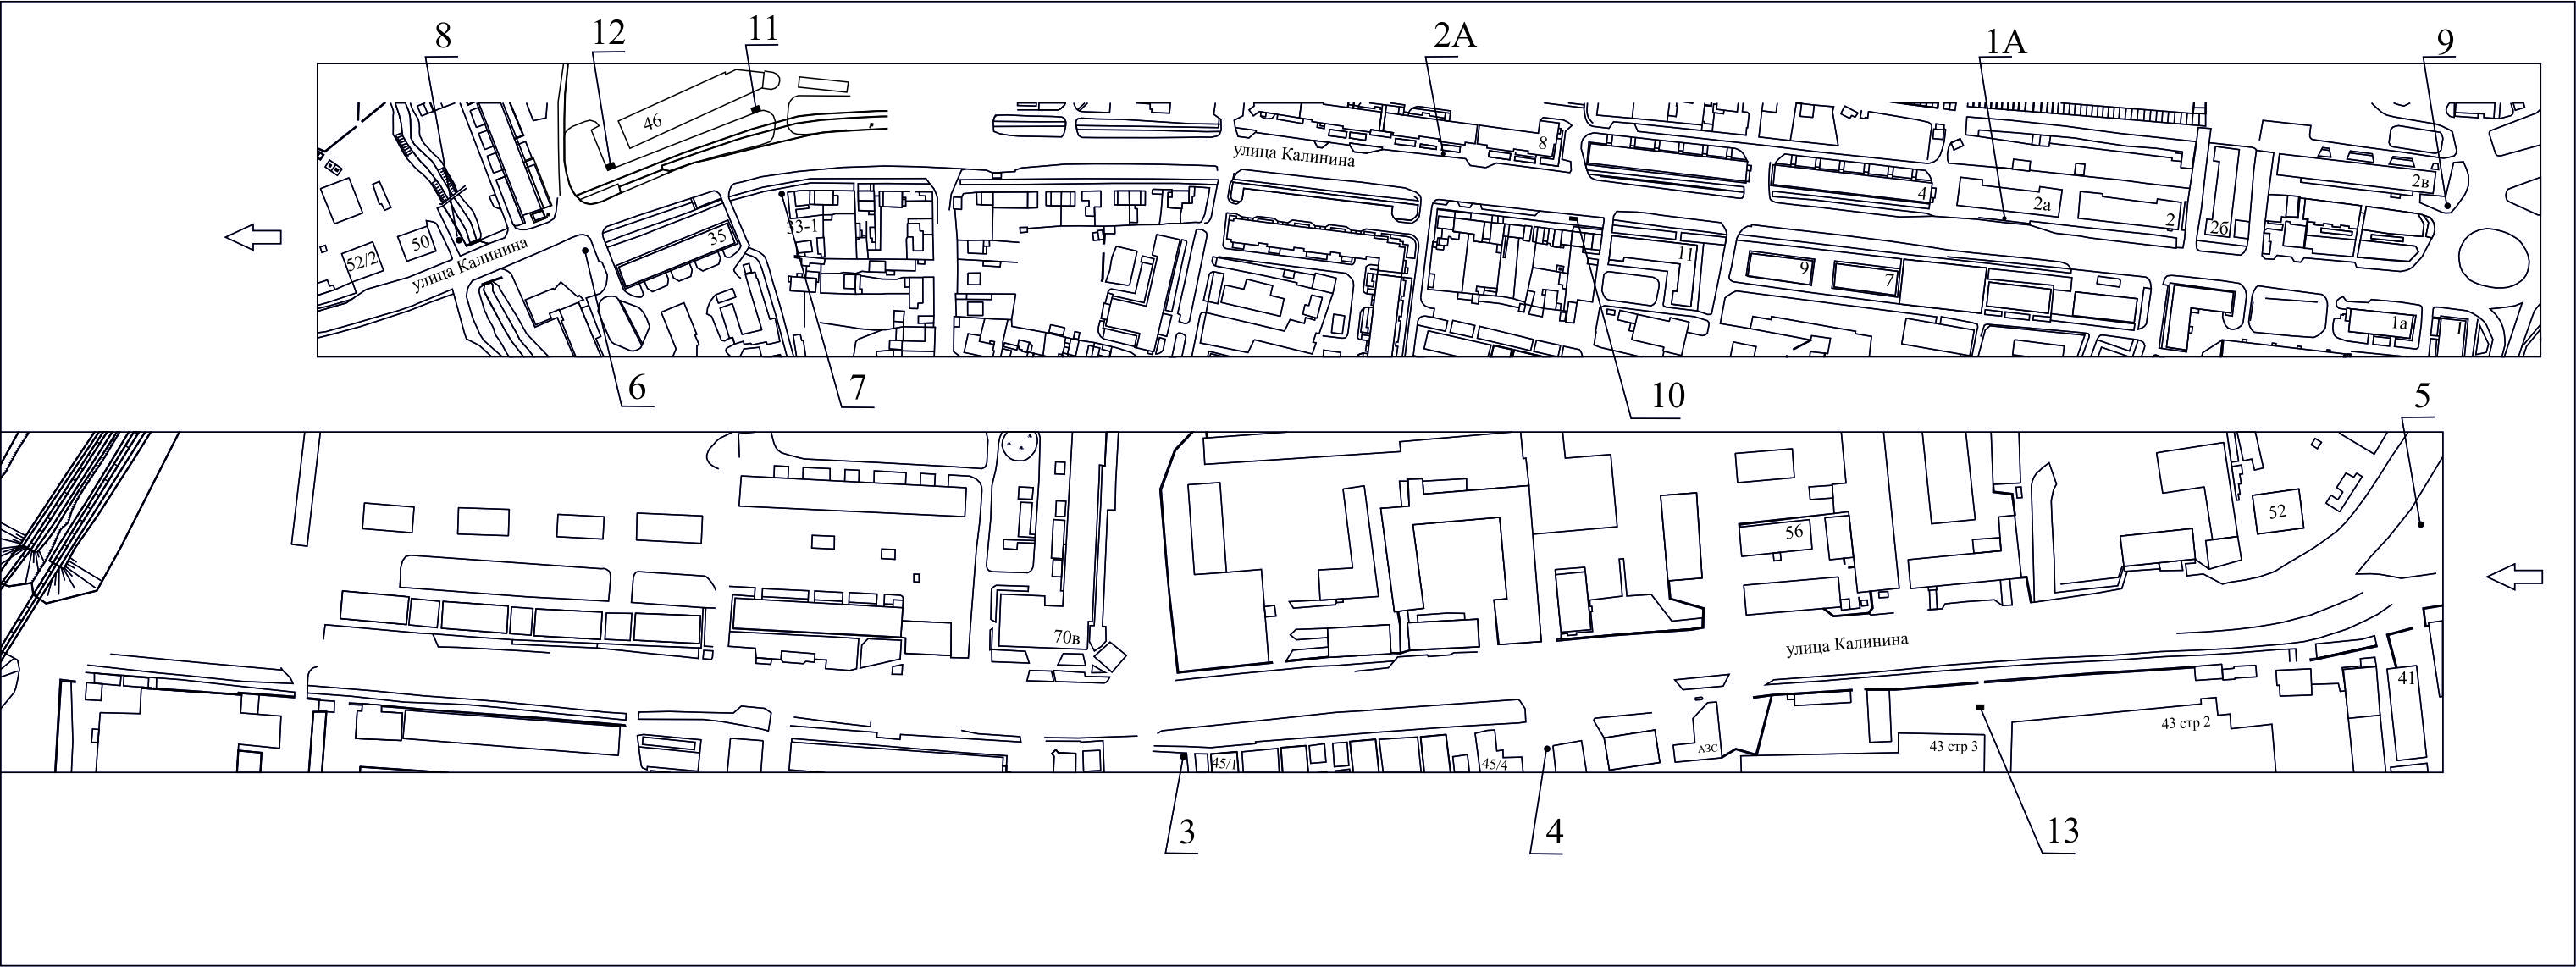 8
12
11
2А
1А
9
46
8
улица Калинина
4
2а
2
2б
2в
50
52/2
улица Калинина
35
33-1
11
9
7
1а
1
6
7
10
5
56
52
70в
улица Калинина
41
43 стр 2
43 стр 3
АЗС
45/1
45/4
3
4
13